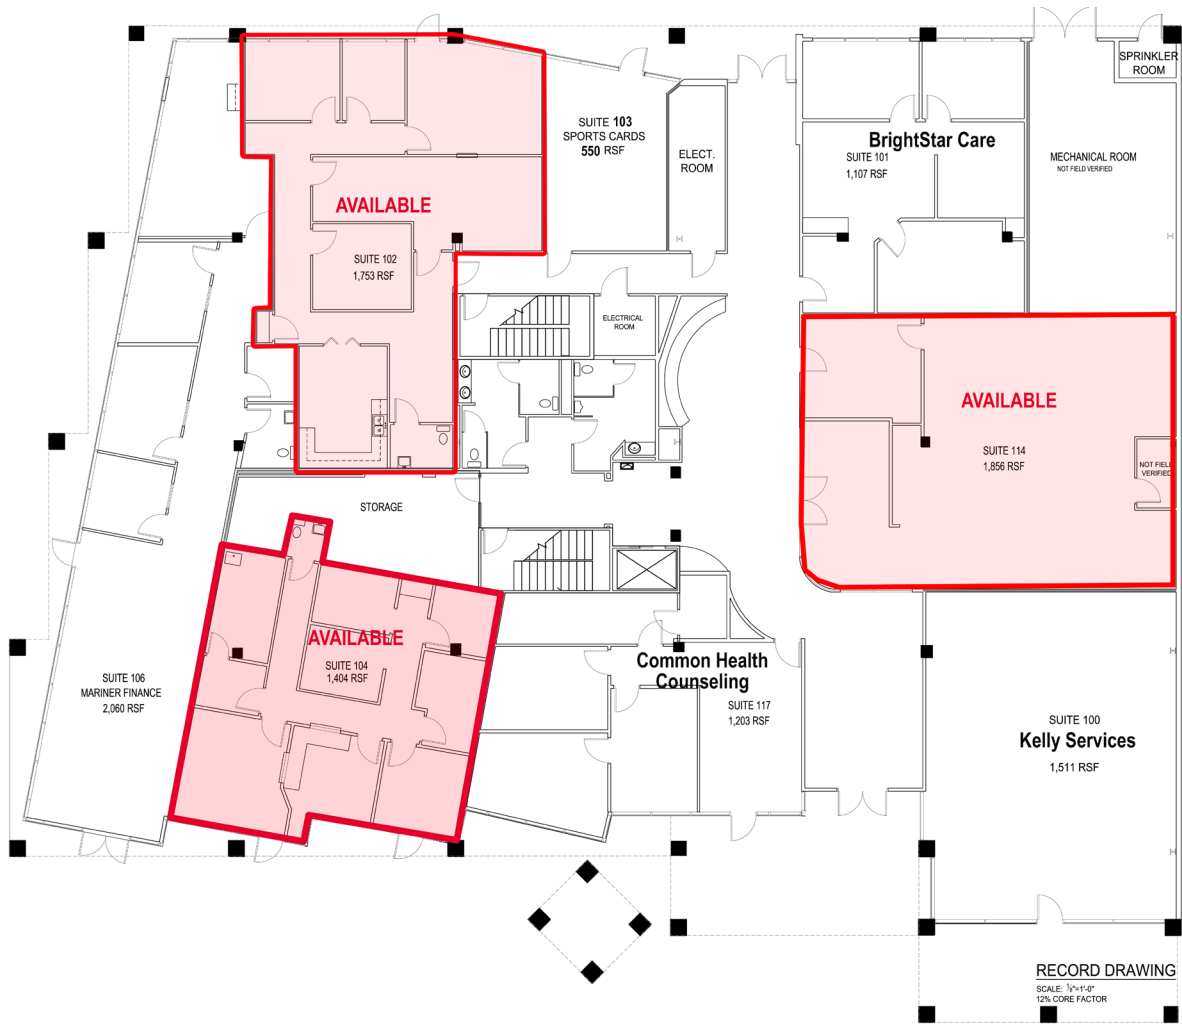 SPRINKLER
ROOM
SUITE 103
SPORTS CARDS
550 RSF
ELECT.
ROOM
BrightStar Care
SUITE 101
1,107 RSF
MECHANICAL ROOM
NOT FIELD VERIFIED
AVAILABLE
SUITE 102
1,753 RSF
ELECTRICAL
ROOM
AVAILABLE
SUITE 114
1,856 RSF
NOT FIELD
VERIFIED
STORAGE
AVAILABLE
SUITE 104
1,404 RSF
SUITE 106
MARINER FINANCE
2,060 RSF
Common Health
Counseling
SUITE 117
1,203 RSF
SUITE 100
Kelly Services
1,511 RSF
RECORD DRAWING
SCALE: ⅛"=1'-0"
12% CORE FACTOR